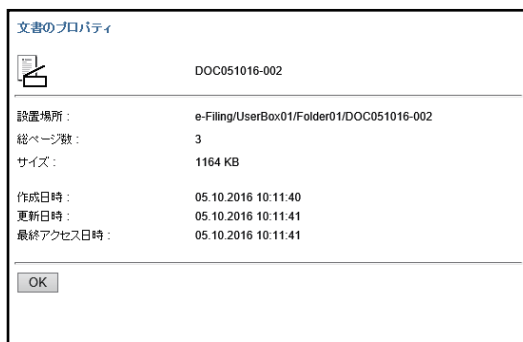 文書のプロパティ
DOC051016-002
設置場所 : e-Filing/UserBox01/Folder01/DOC051016-002
総ページ数 : 3
サイズ : 1164 KB
作成日時 : 05.10.2016 10:11:40
更新日時 : 05.10.2016 10:11:41
最終アクセス日時 : 05.10.2016 10:11:41
OK